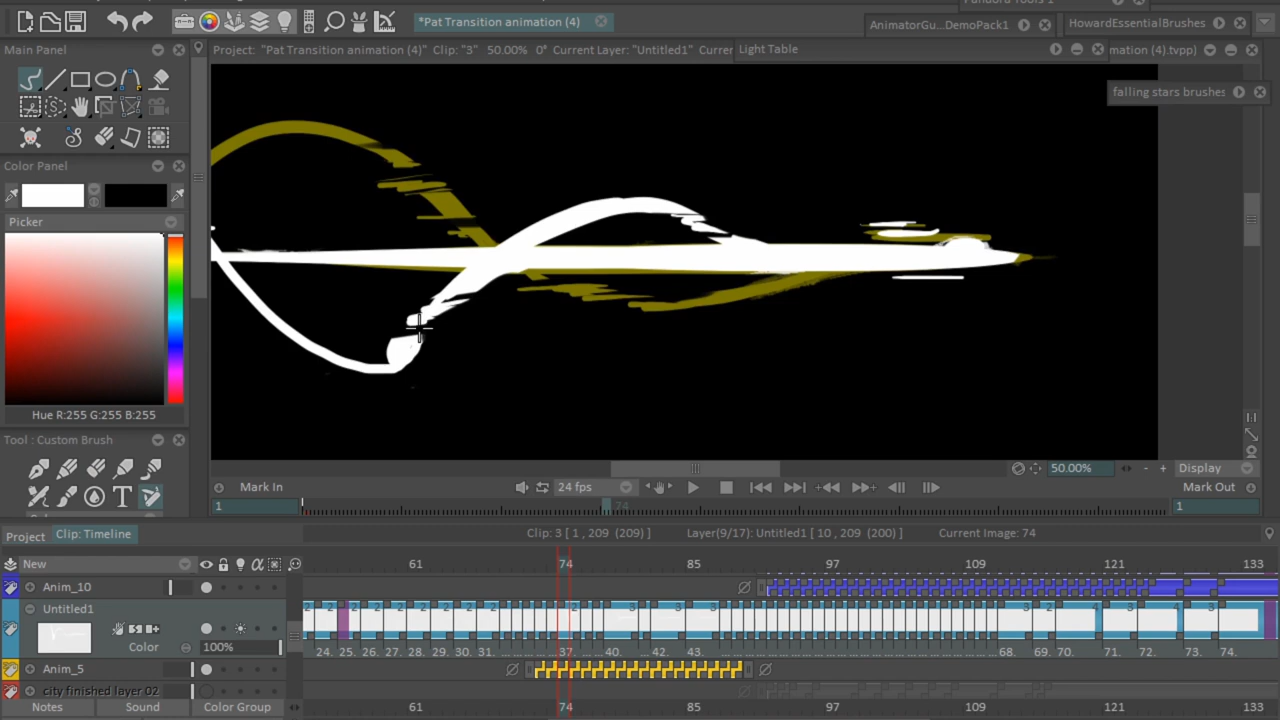 Pandora Tools 1
*Pat Transition animation (4)
AnimatorGu...DemoPack1
HowardEssentialBrushes
Main Panel
Project: "Pat Transition animation (4)" Clip: "3" 50.00% 0° Current Layer: "Untitled1" Currer
Light Table
mation (4).tvpp)
falling stars brushes
Color Panel
Picker
Hue R:255 G:255 B:255
Tool : Custom Brush
50.00%
Display
Mark In
24 fps
Mark Out
1
74
1
Project
Clip: Timeline
Clip: 3 [ 1 , 209 (209) ]
Layer(9/17): Untitled1 [ 10 , 209 (200) ]
Current Image: 74
New
61 74 85 97 109 121 133
Anim_10
Untitled1
Color
100%
24. 25. 26. 27. 28. 29. 30. 31. 37. 40. 42. 43. 68. 69. 70. 71. 72. 73. 74.
Anim_5
city finished layer 02
Notes
Sound
Color Group
61 74 85 97 109 121 133